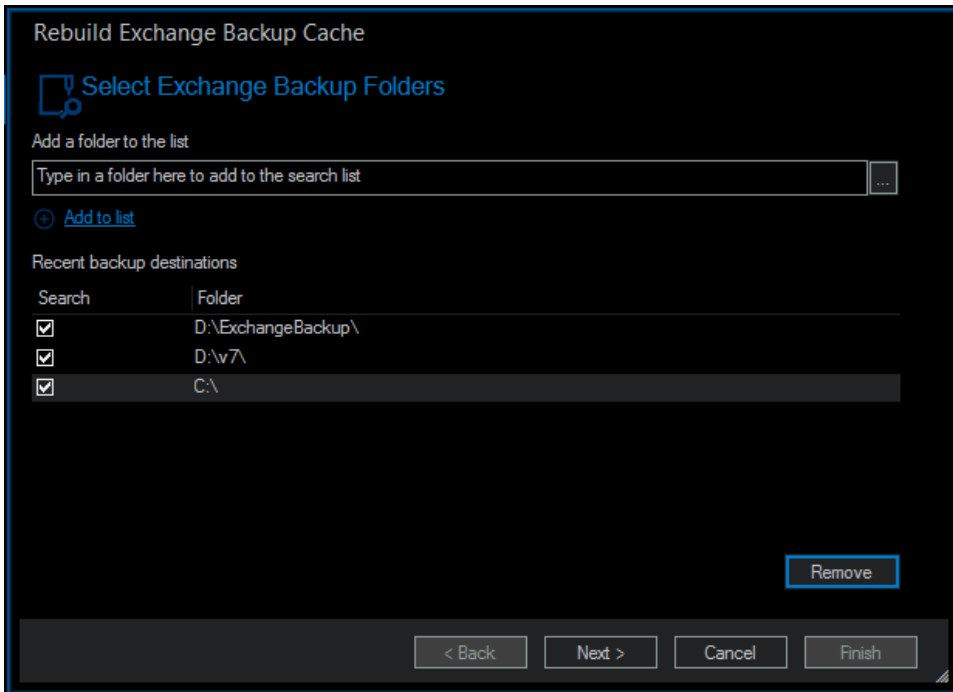 Rebuild Exchange Backup Cache
Select Exchange Backup Folders
Add a folder to the list
Type in a folder here to add to the search list
...
Add to list
Recent backup destinations
Search Folder
D:\ExchangeBackup\
D:\v7\
C:\
Remove
< Back Next > Cancel Finish